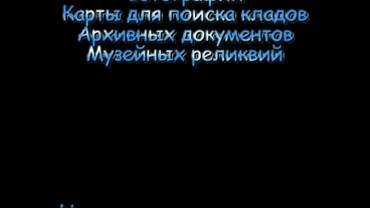 Карты для поиска кладов
Архивных документов
Музейных реликвий